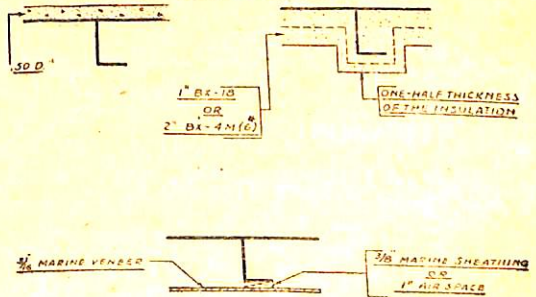 .50 D."
1" BX-18
OR
2" BX-4M(6#)
ONE-HALF THICKNESS
OF THE INSULATION
3/16" MARINE VENEER
3/8" MARINE SHEATHING
OR
1" AIR SPACE